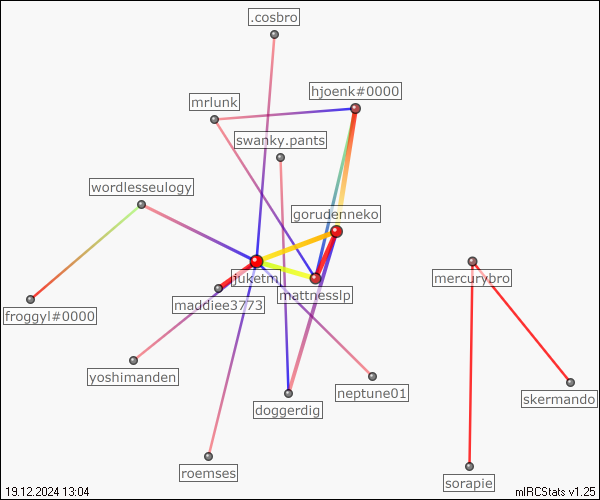 .cosbro
hjoenk#0000
mrlunk
swanky.pants
wordlesseulogy
gorudenneko
juketm
mercurybro
mattnesslp
maddiee3773
froggyl#0000
yoshimanden
neptune01
skermando
doggerdig
roemses
sorapie
19.12.2024 13:04
mIRCStats v1.25